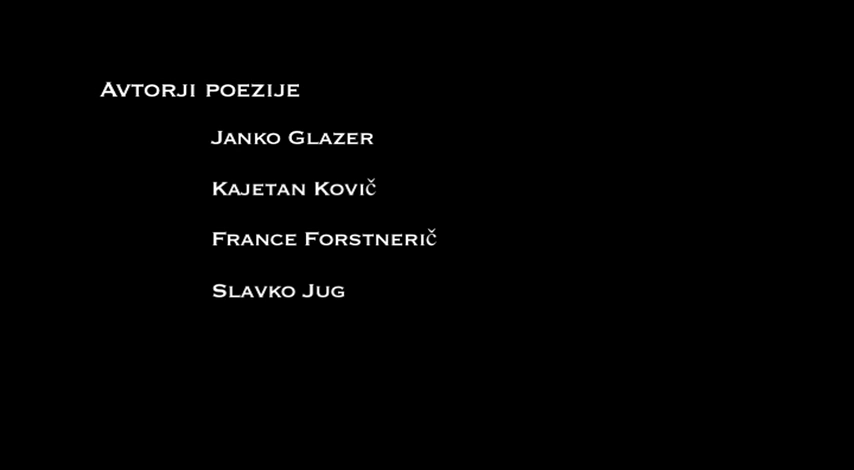 Avtorji poezije
Janko Glazer
Kajetan Kovič
France Forstnerič
Slavko Jug